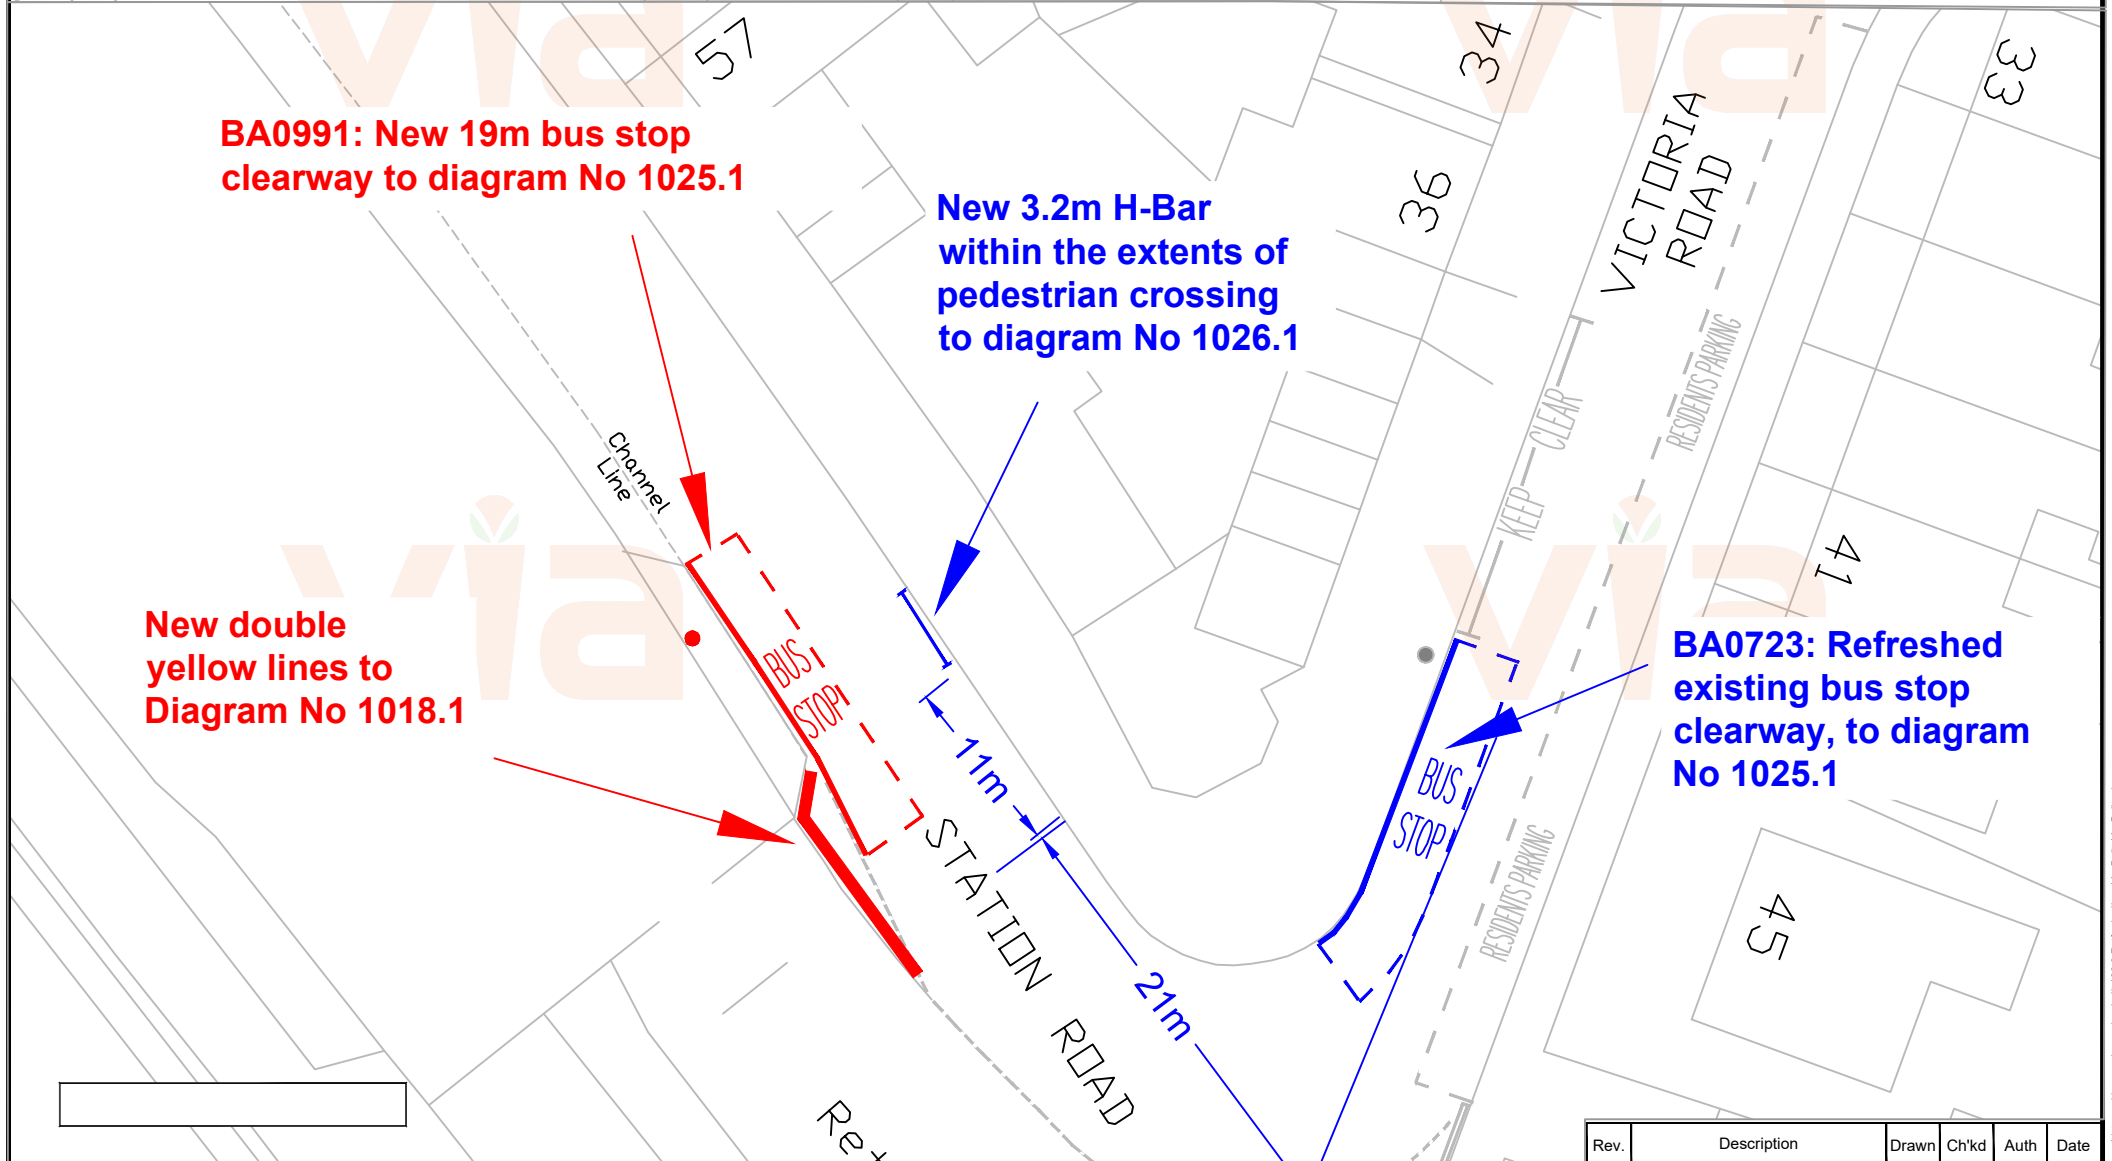 via
via
57
34
33
BA0991: New 19m bus stop
clearway to diagram No 1025.1
VICTORIA
ROAD
New 3.2m H-Bar
within the extents of
pedestrian crossing
to diagram No 1026.1
36
RESIDENTS PARKING
KEEP CLEAR
Channel
Line
via
via
41
New double
yellow lines to
Diagram No 1018.1
BUS
STOP
BA0723: Refreshed
existing bus stop
clearway, to diagram
No 1025.1
11m
BUS
STOP
RESIDENTS PARKING
STATION ROAD
45
21m
Rev.
Description
Drawn
Ch'kd
Auth
Date